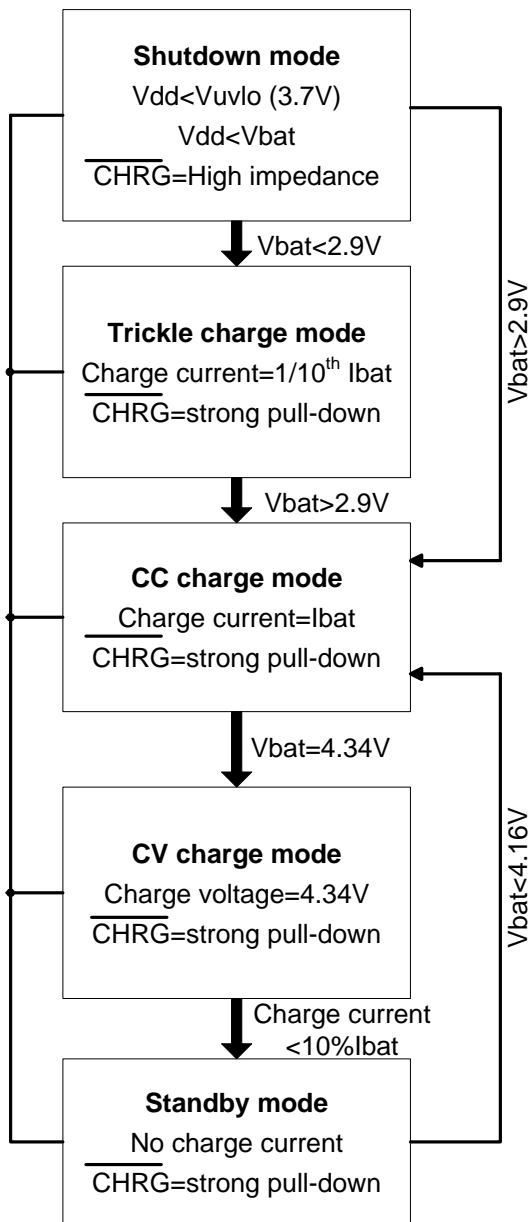 Shutdown mode
Vdd<Vuvlo (3.7V)
Vdd<Vbat
CHRG=High impedance
Vbat<2.9V
Vbat>2.9V
Trickle charge mode
Charge current=1/10th Ibat
CHRG=strong pull-down
Vbat>2.9V
CC charge mode
Charge current=Ibat
CHRG=strong pull-down
Vbat=4.34V
Vbat<4.16V
CV charge mode
Charge voltage=4.34V
CHRG=strong pull-down
Charge current
<10%Ibat
Standby mode
No charge current
CHRG=strong pull-down